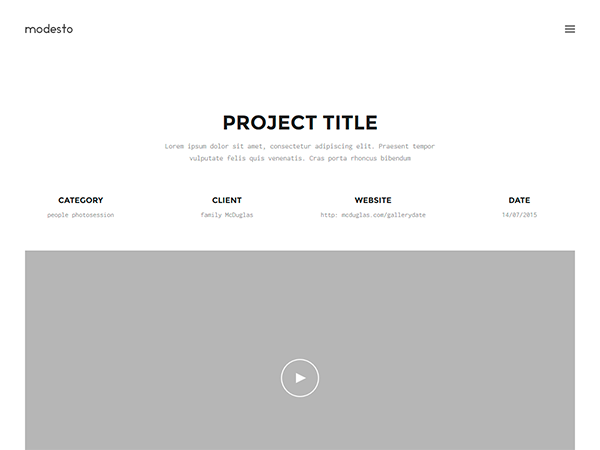 modesto
PROJECT TITLE
Lorem ipsum dolor sit amet, consectetur adipiscing elit. Praesent tempor
vulputate felis quis venenatis. Cras porta rhoncus bibendum
CATEGORY CLIENT WEBSITE DATE
people photosession family McDuglas http: mcduglas.com/gallerydate 14/07/2015